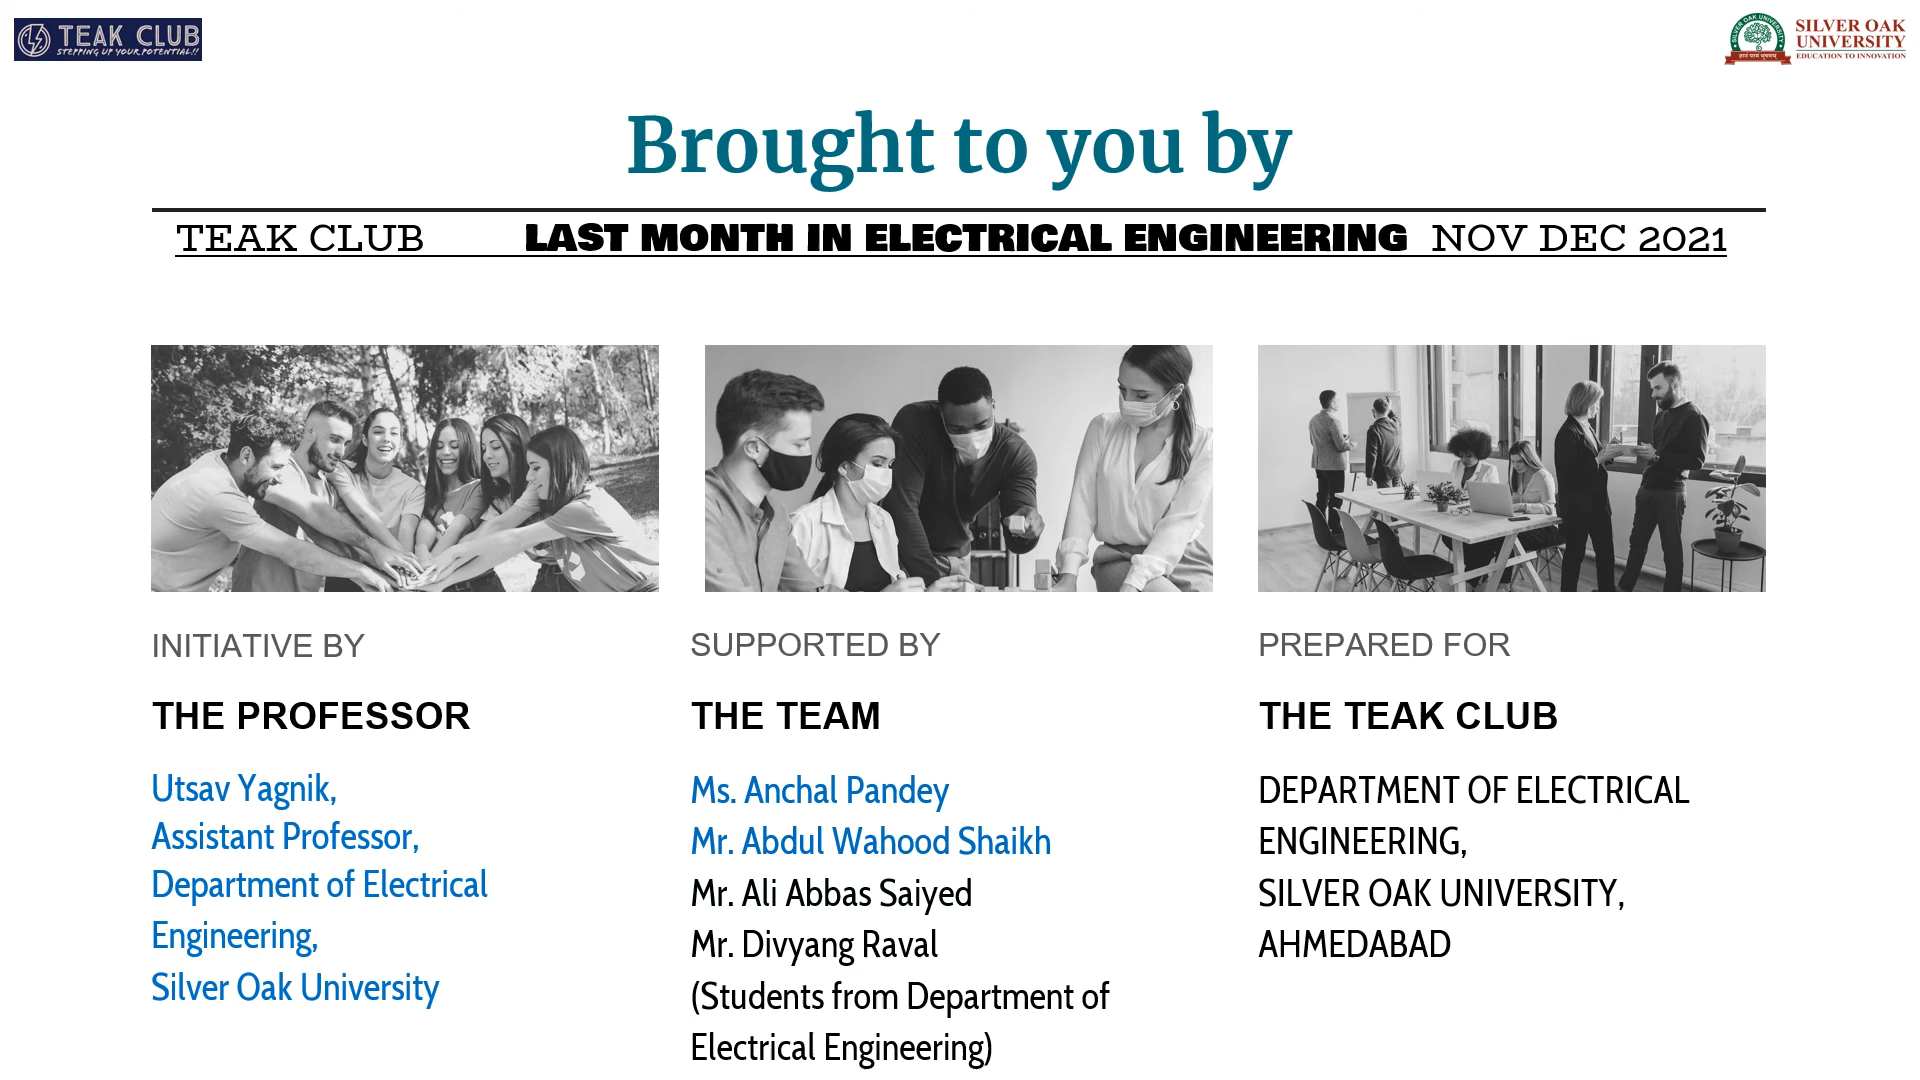 TEAK CLUB
STEPPING UP YOUR POTENTIAL!!
SILVER OAK UNIVERSITY
SILVER OAK
UNIVERSITY
EDUCATION TO INNOVATION
Brought to you by
TEAK CLUB LAST MONTH IN ELECTRICAL ENGINEERING NOV DEC 2021
INITIATIVE BY
THE PROFESSOR
Utsav Yagnik,
Assistant Professor,
Department of Electrical
Engineering,
Silver Oak University
SUPPORTED BY
THE TEAM
Ms. Anchal Pandey
Mr. Abdul Wahood Shaikh
Mr. Ali Abbas Saiyed
Mr. Divyang Raval
(Students from Department of
Electrical Engineering)
PREPARED FOR
THE TEAK CLUB
DEPARTMENT OF ELECTRICAL
ENGINEERING,
SILVER OAK UNIVERSITY,
AHMEDABAD